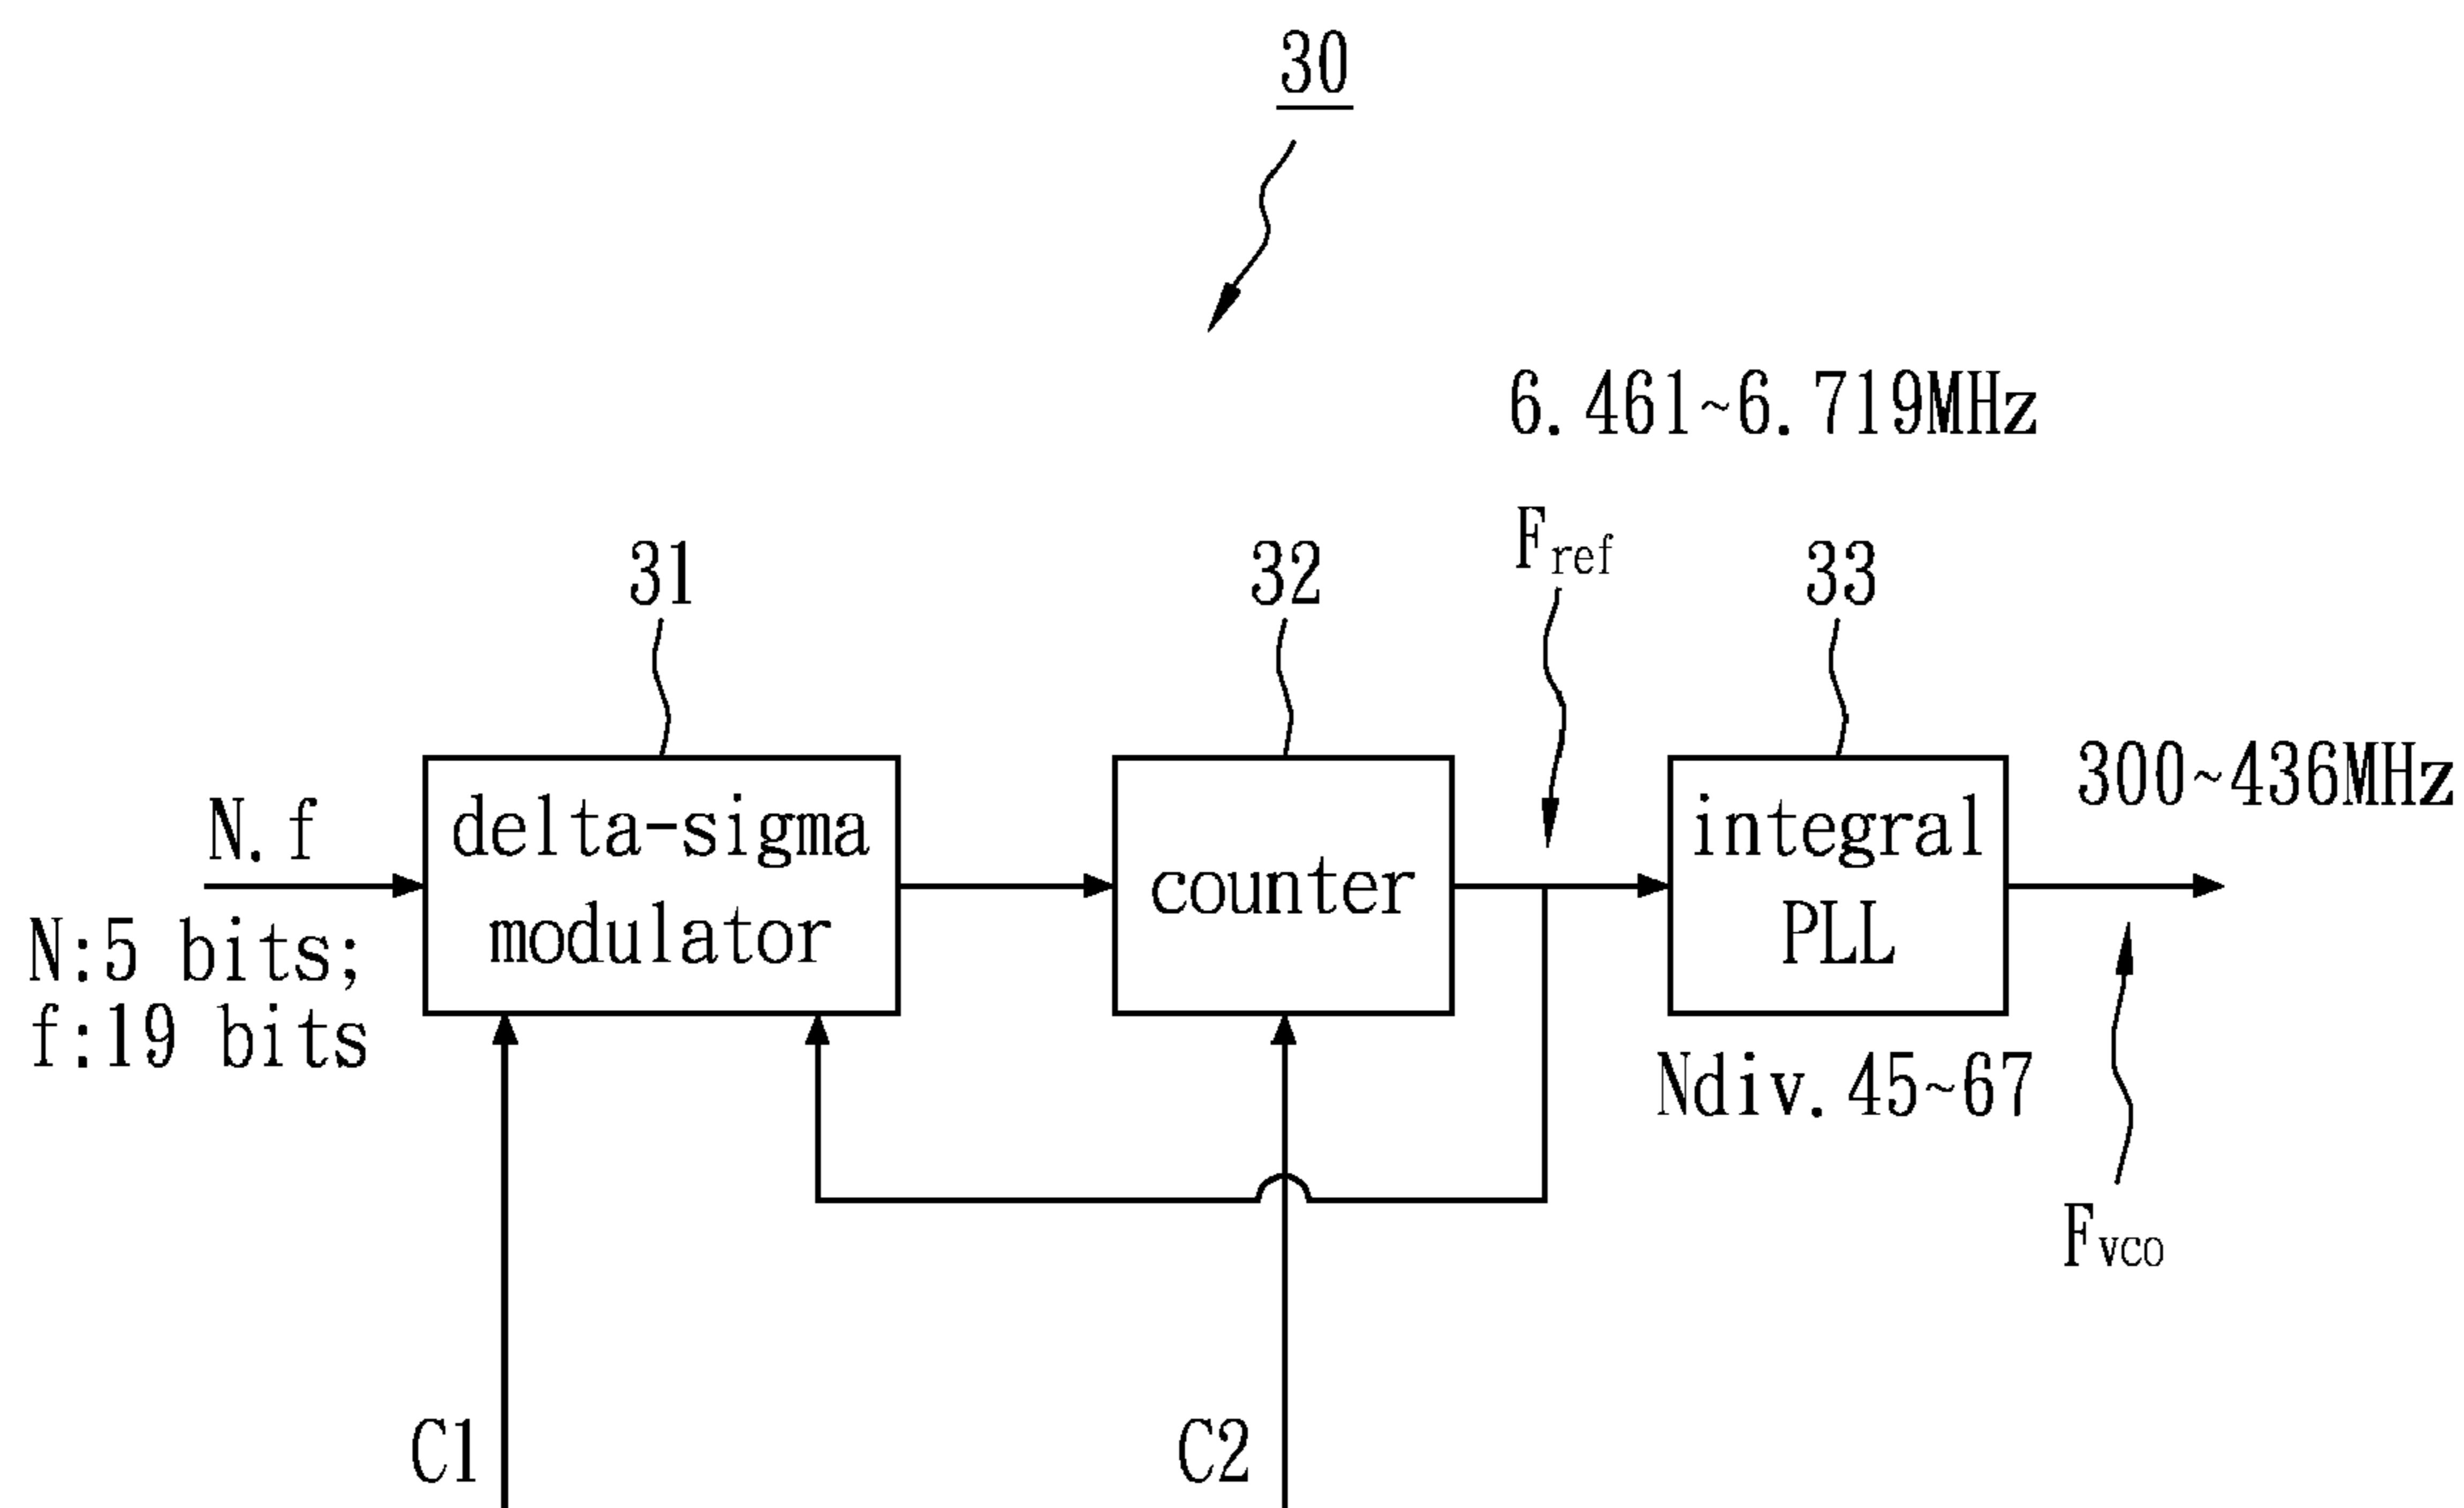 30
6.461~6.719MHz
Fref
31
32
33
300~436MHz
N.f
N:5 bits;
f:19 bits
delta-sigma
modulator
counter
integral
PLL
Ndiv.45~67
Fvco
C1
C2